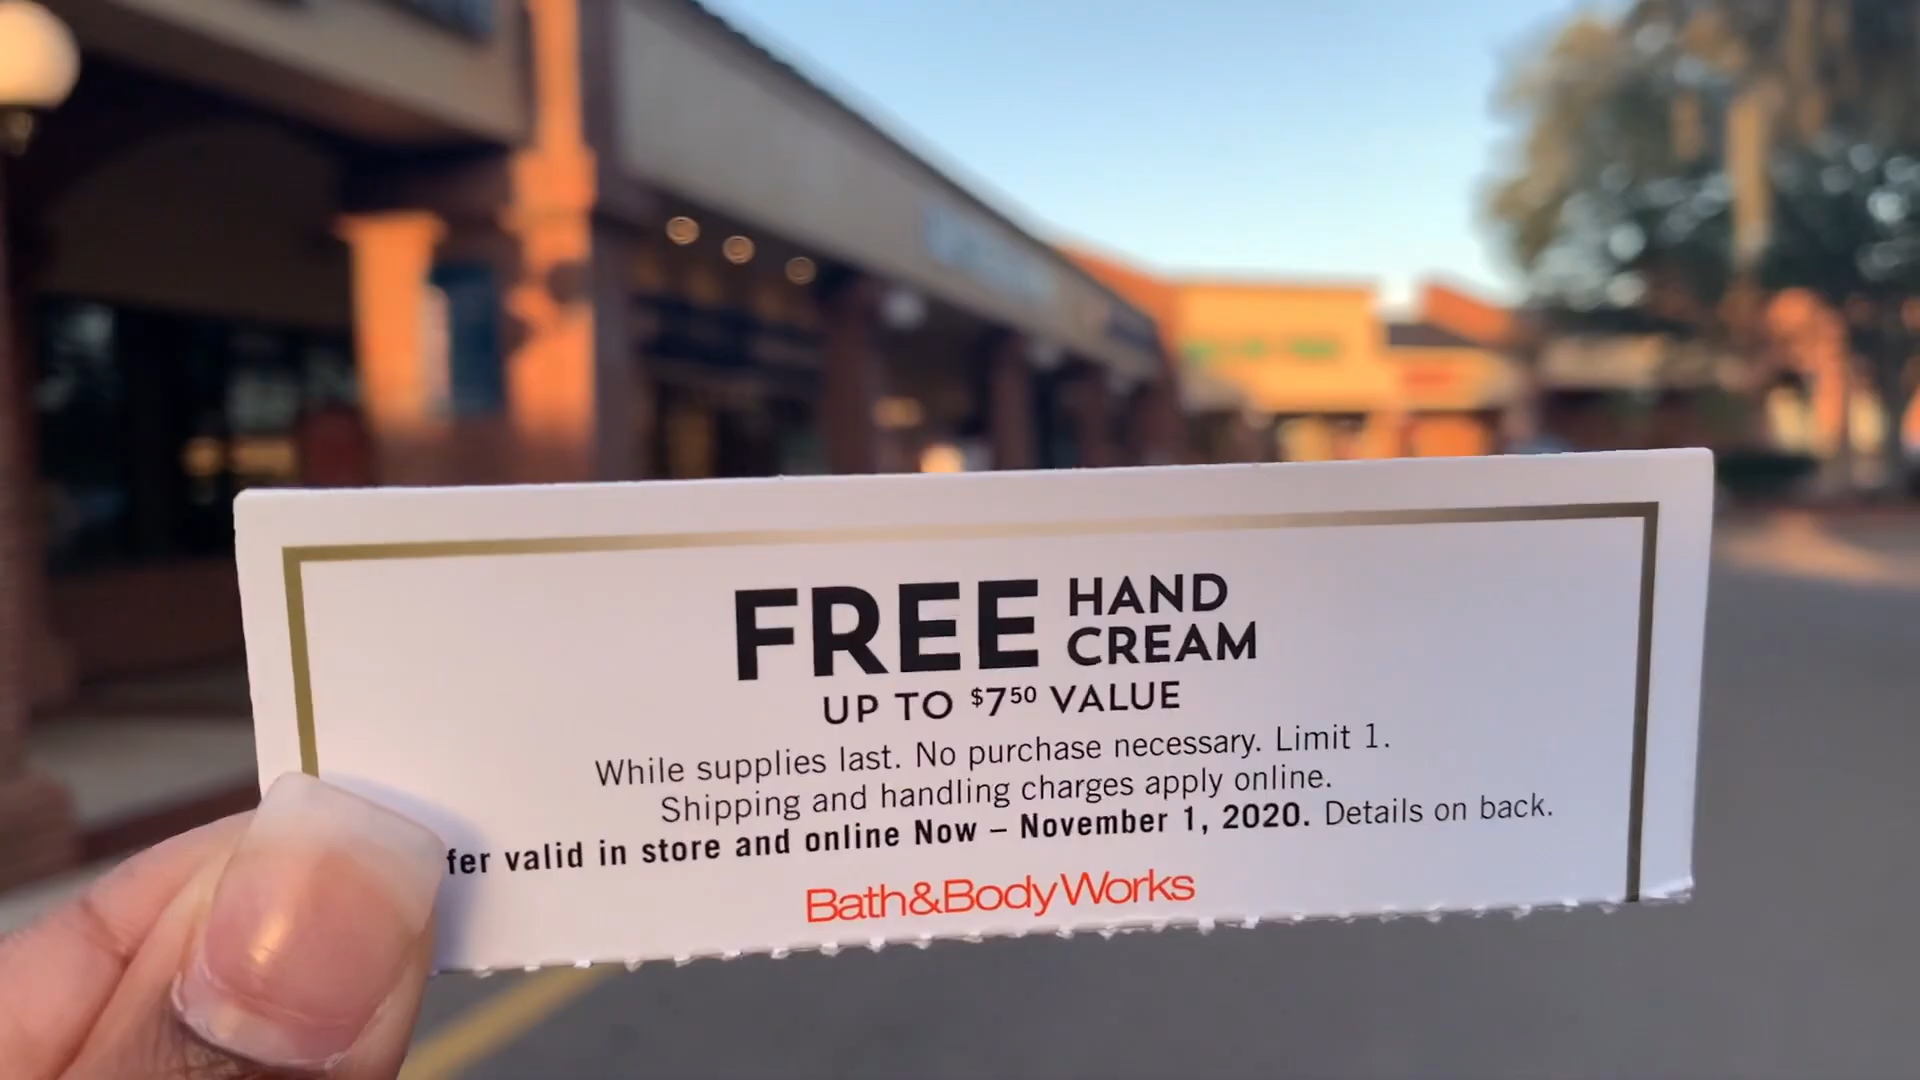 FREE HAND
CREAM
UP TO $7.50 VALUE
While supplies last. No purchase necessary. Limit 1.
Shipping and handling charges apply online.
fer valid in store and online Now – November 1, 2020. Details on back.
Bath&BodyWorks